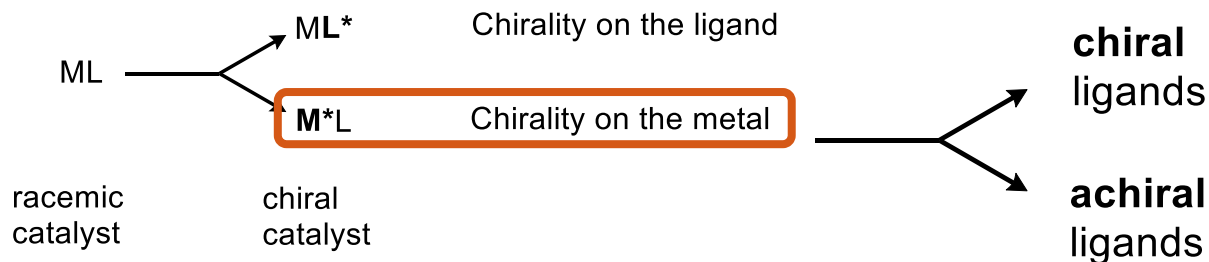 ML
ML* Chirality on the ligand
M*L Chirality on the metal
racemic
catalyst
chiral
catalyst
chiral
ligands
achiral
ligands